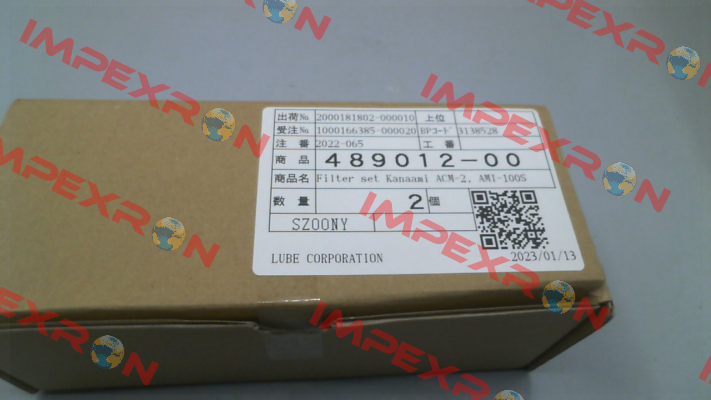 出荷№ 2000181802-000010 上位
受注№ 1000166385-000020 BPコード 3138528
注番 2022-065 工番
商品 489012-00
商品名 Filter set Kanaami ACM-2, AMI-100S
数量 2個
SZOONY
LUBE CORPORATION 2023/01/13
IMPEXRON
IMPEXRON
IMPEXRON
IMPEXRON
IMPEXRON
IMPEXRON